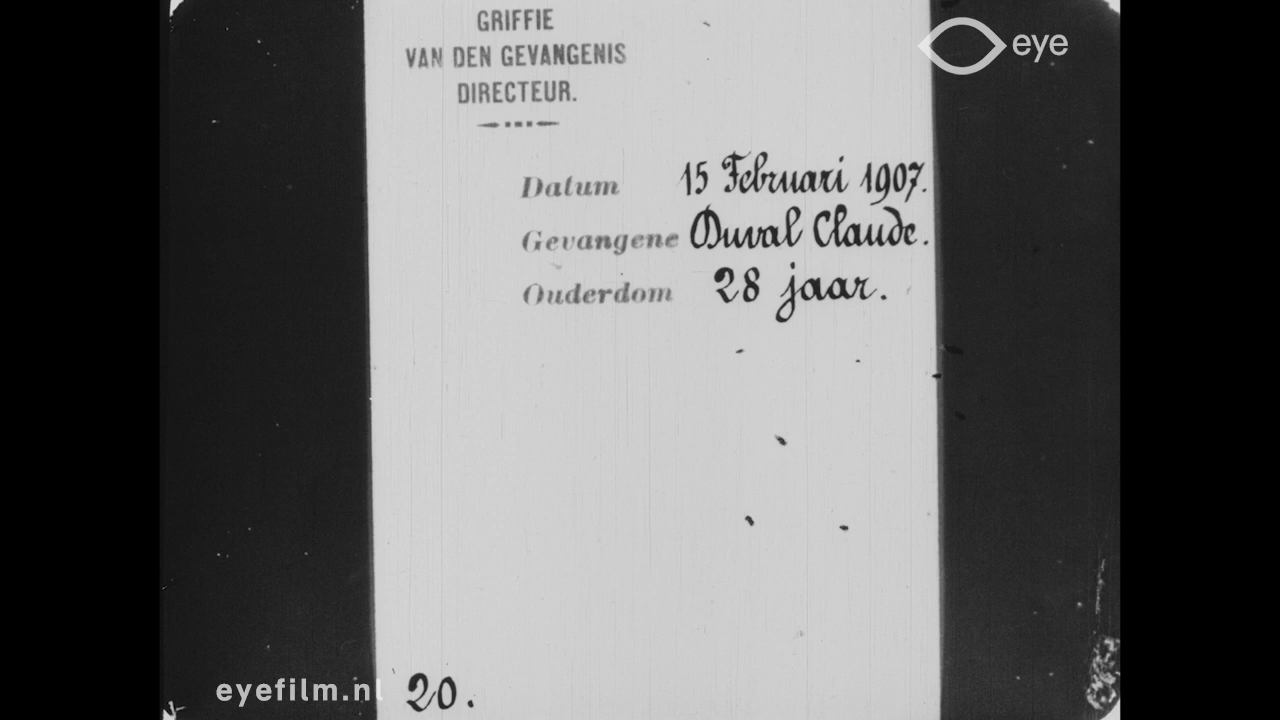 GRIFFIE
VAN DEN GEVANGENIS
DIRECTEUR.
Datum 15 Februari 1907.
Gevangene Duval Claude.
Ouderdom 28 jaar.
20.
eye
eyefilm.nl